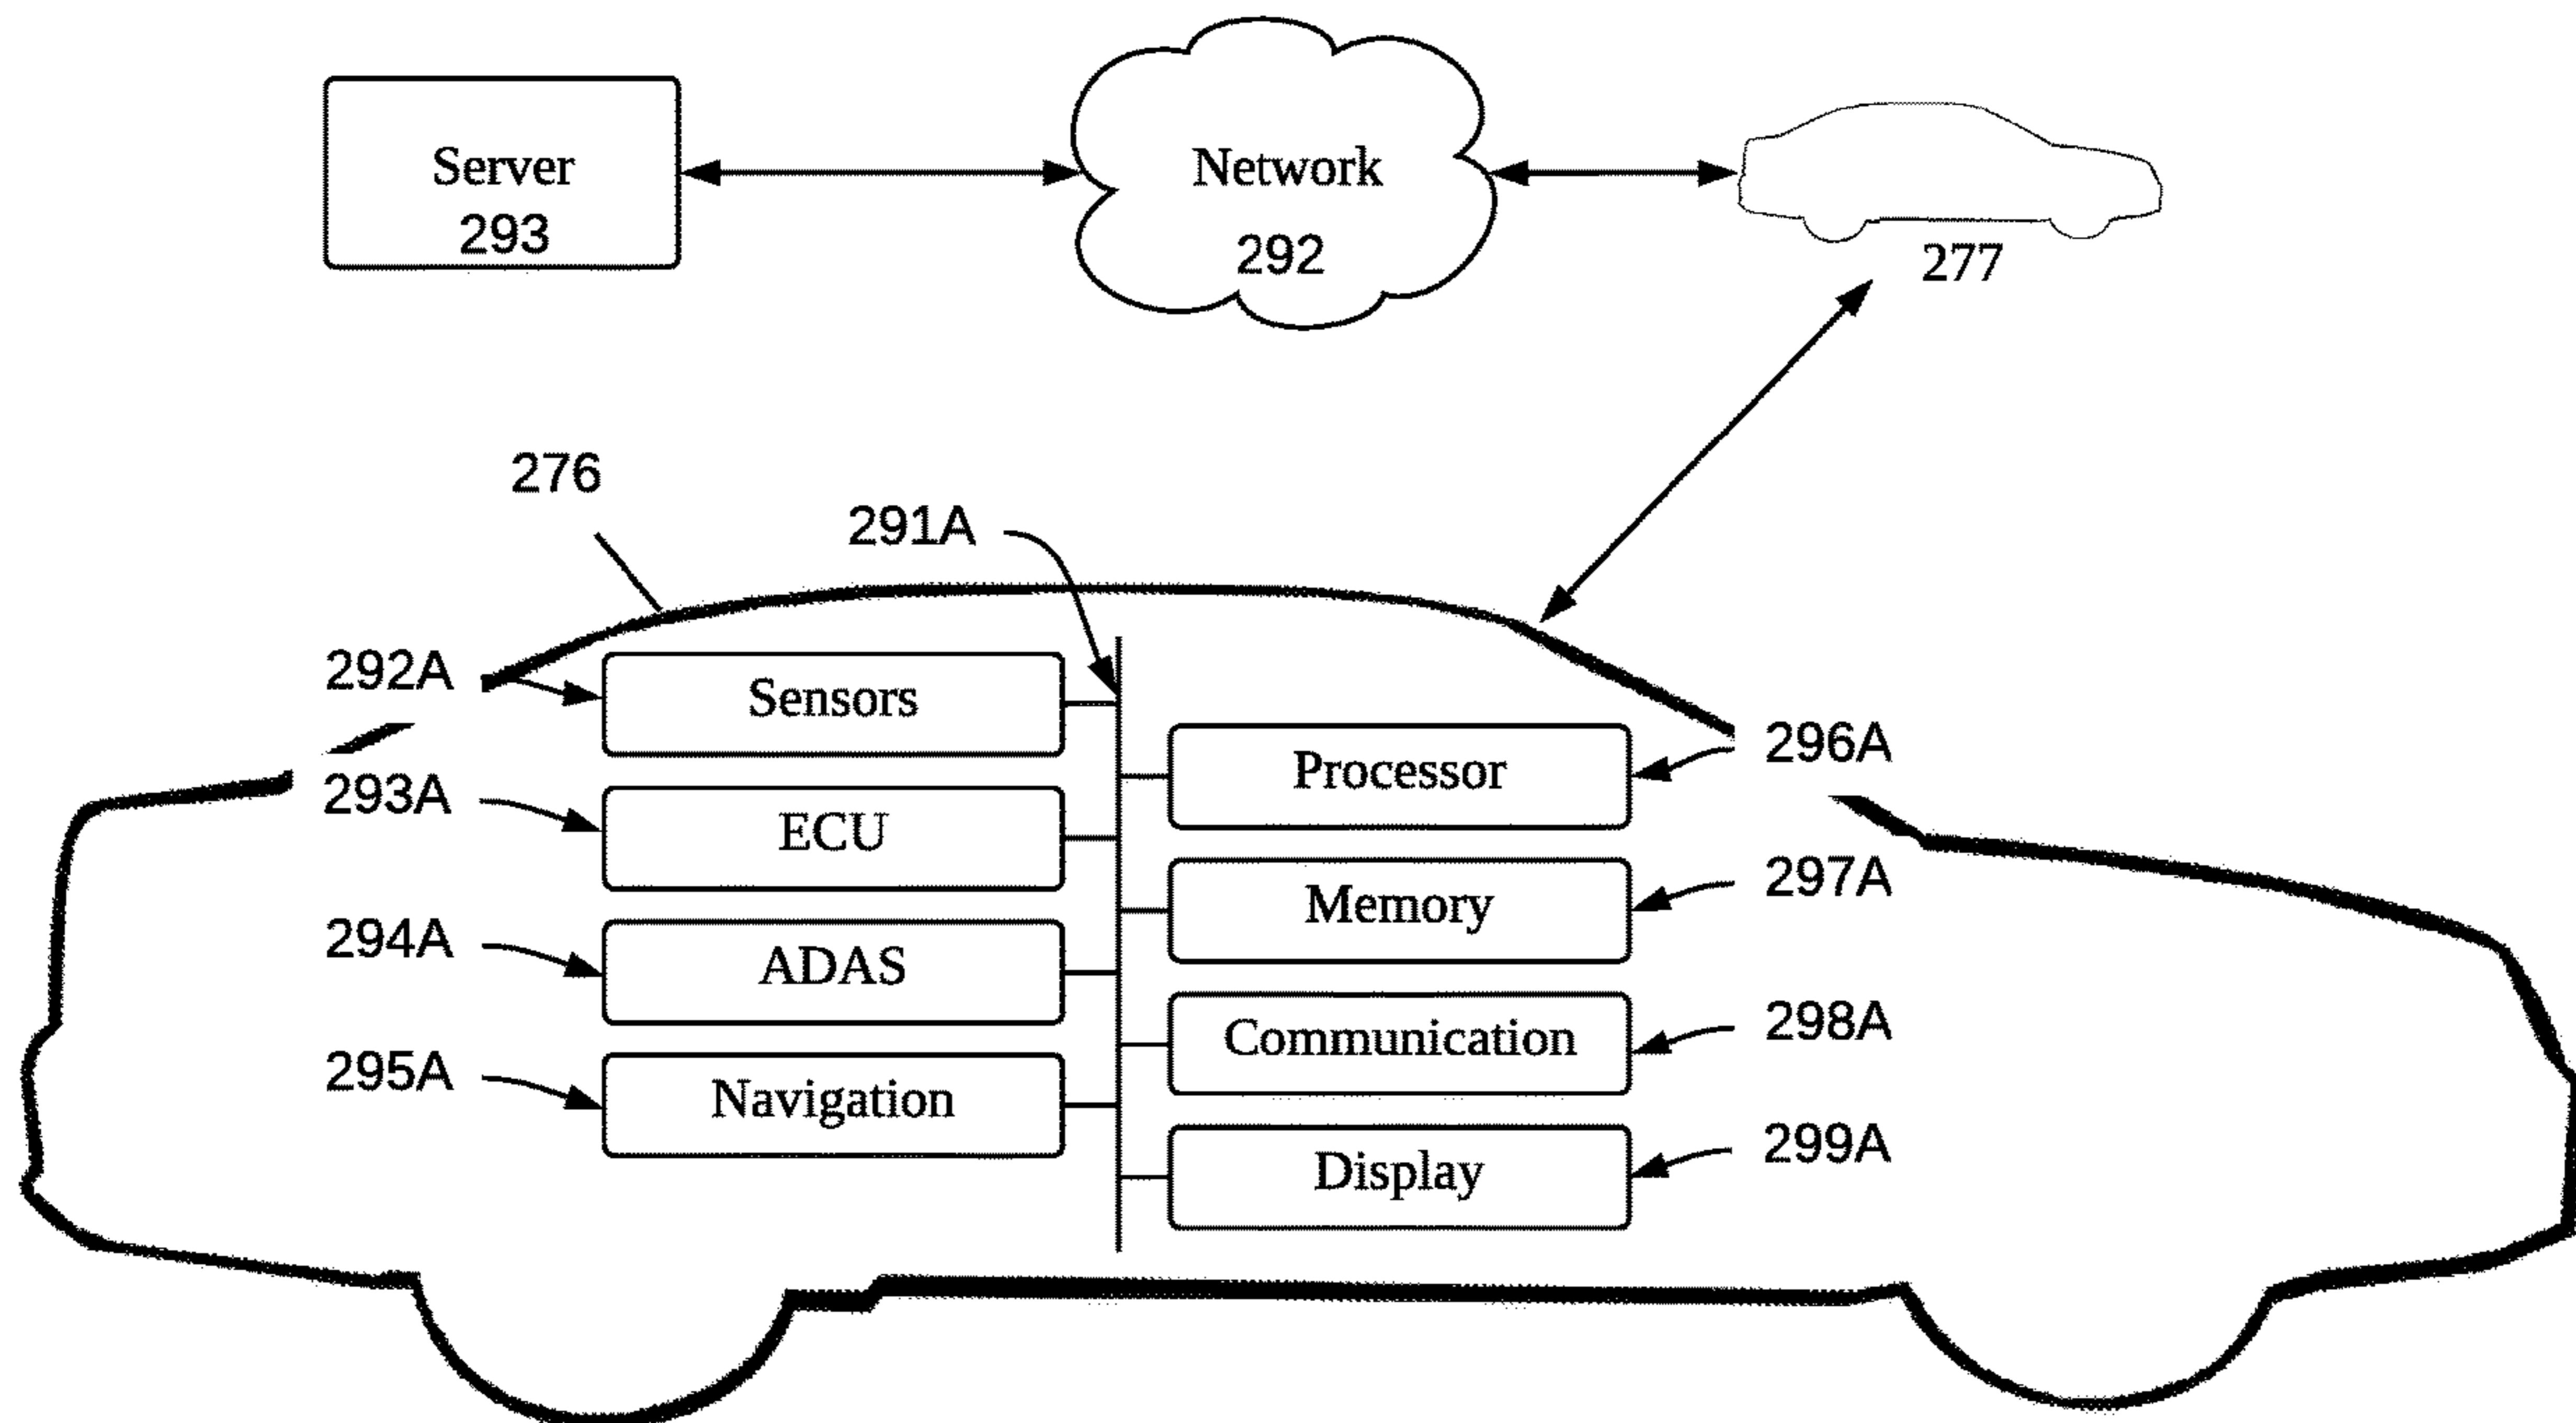 Server
293
Network
292
277
276
291A
292A
Sensors
293A
ECU
294A
ADAS
295A
Navigation
Processor
296A
Memory
297A
Communication
298A
Display
299A